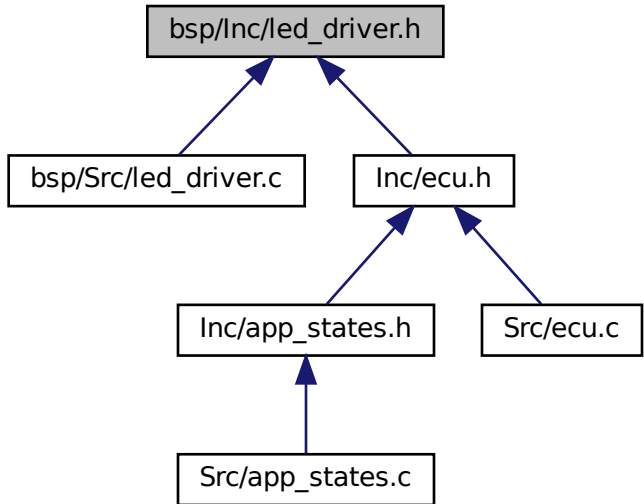 bsp/Inc/led_driver.h
bsp/Src/led_driver.c
Inc/ecu.h
Inc/app_states.h
Src/ecu.c
Src/app_states.c